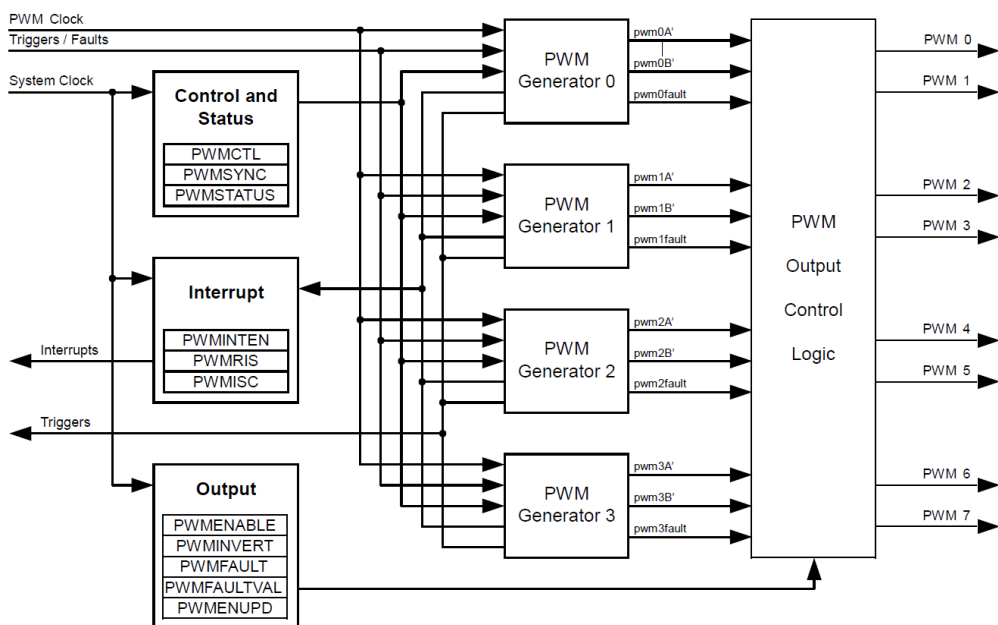 PWM Clock
Triggers / Faults
System Clock
Control and
Status
PWMCTL
PWMSYNC
PWMSTATUS
Interrupt
PWMINTEN
PWMRIS
PWMISC
Interrupts
Triggers
Output
PWMENABLE
PWMINVERT
PWMFAULT
PWMFAULTVAL
PWMENUPD
PWM
Generator 0
pwm0A'
pwm0B'
pwm0fault
PWM
Generator 1
pwm1A'
pwm1B'
pwm1fault
PWM
Generator 2
pwm2A'
pwm2B'
pwm2fault
PWM
Generator 3
pwm3A'
pwm3B'
pwm3fault
PWM
Output
Control
Logic
PWM 0
PWM 1
PWM 2
PWM 3
PWM 4
PWM 5
PWM 6
PWM 7